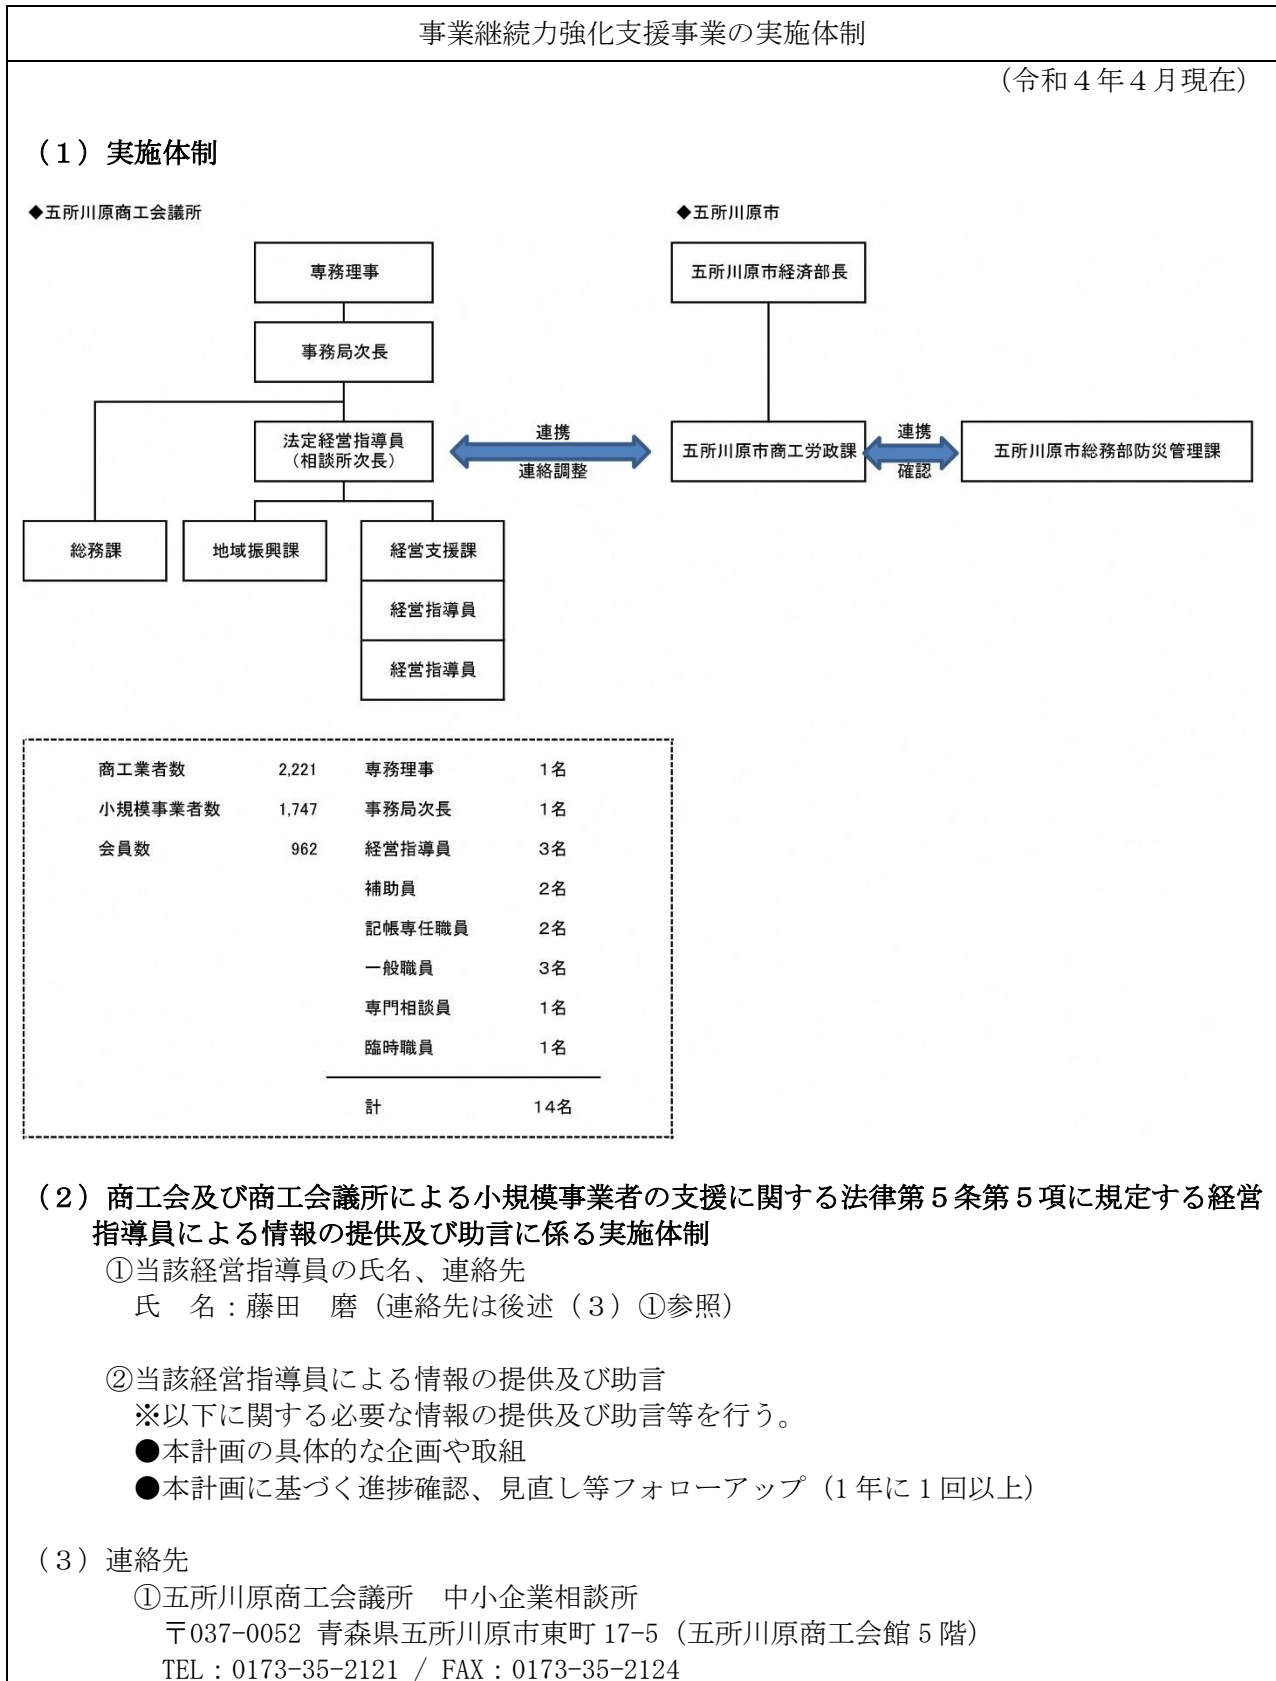 事業継続力強化支援事業の実施体制
(令和4年4月現在)
(1)実施体制
◆五所川原商工会議所
◆五所川原市
専務理事
五所川原市経済部長
事務局次長
法定経営指導員
(相談所次長)
連携
連絡調整
五所川原市商工労政課
連携
確認
五所川原市総務部防災管理課
総務課
地域振興課
経営支援課
経営指導員
経営指導員
商工業者数 2,221 専務理事 1名
小規模事業者数 1,747 事務局次長 1名
会員数 962 経営指導員 3名
補助員 2名
記帳専任職員 2名
一般職員 3名
専門相談員 1名
臨時職員 1名
計 14名
(2)商工会及び商工会議所による小規模事業者の支援に関する法律第5条第5項に規定する経営
指導員による情報の提供及び助言に係る実施体制
①当該経営指導員の氏名、連絡先
氏 名:藤田 磨(連絡先は後述(3)①参照)
②当該経営指導員による情報の提供及び助言
※以下に関する必要な情報の提供及び助言等を行う。
●本計画の具体的な企画や取組
●本計画に基づく進捗確認、見直し等フォローアップ(1年に1回以上)
(3)連絡先
①五所川原商工会議所 中小企業相談所
〒037-0052 青森県五所川原市東町17-5(五所川原商工会館5階)
TEL:0173-35-2121 / FAX:0173-35-2124